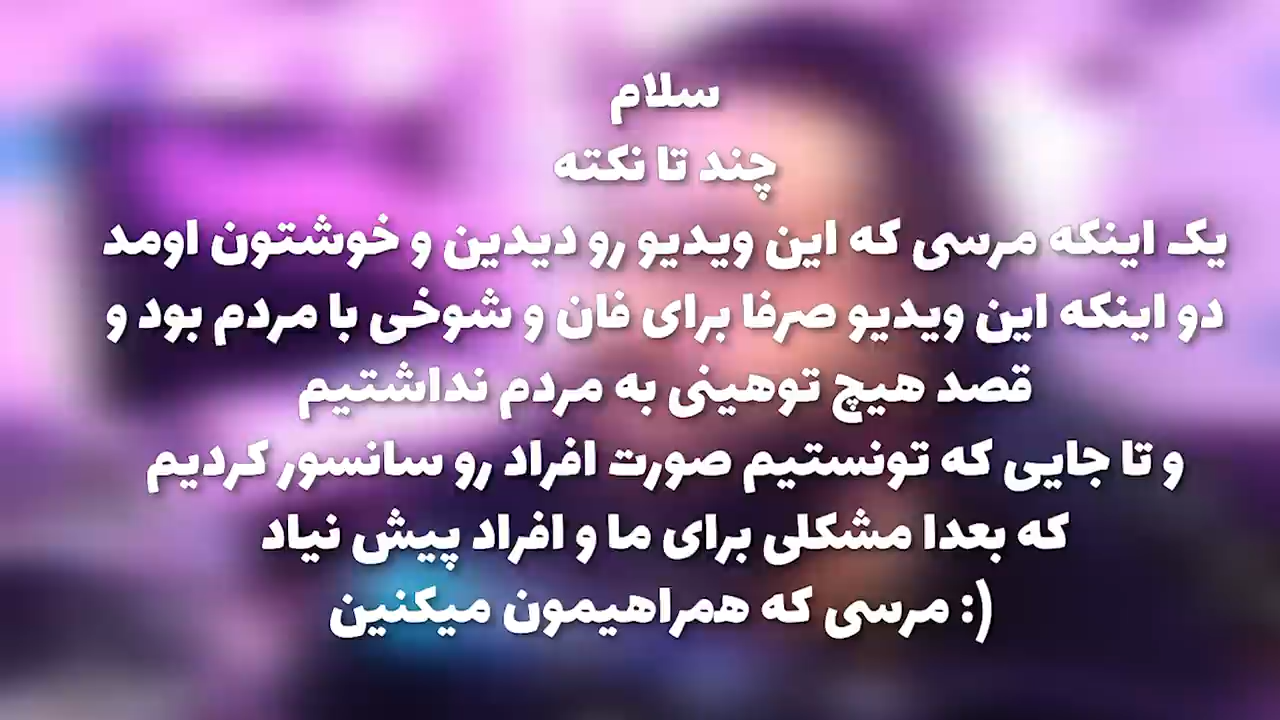 سلام
چند تا نکته
یک اینکه مرسی که این ویدیو رو دیدین و خوشتون اومد
دو اینکه این ویدیو صرفا برای فان و شوخی با مردم بود و
قصد هیچ توهینی به مردم نداشتیم
و تا جایی که تونستیم صورت افراد رو سانسور کردیم
که بعدا مشکلی برای ما و افراد پیش نیاد
مرسی که همراهیمون میکنین :)